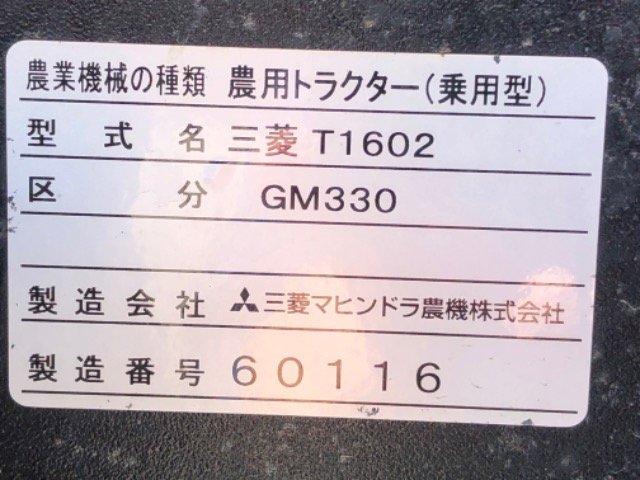 農業機械の種類 農用トラクター(乗用型)
型式名 三菱 T1602
区分 GM330
製造会社 三菱マヒンドラ農機株式会社
製造番号 60116